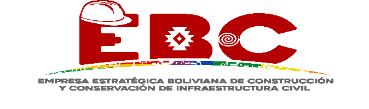 EBC
EMPRESA ESTRATÉGICA BOLIVIANA DE CONSTRUCCIÓN
Y CONSERVACIÓN DE INFRAESTRUCTURA CIVIL